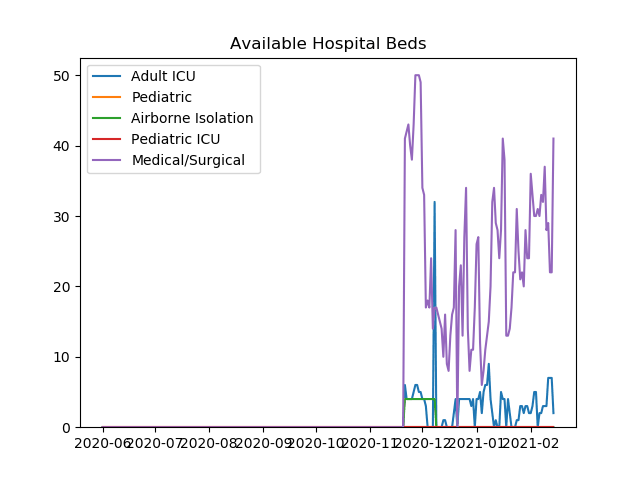 Available Hospital Beds
Adult ICU
Pediatric
Airborne Isolation
Pediatric ICU
Medical/Surgical
50
40
30
20
10
0
2020-06 2020-07 2020-08 2020-09 2020-10 2020-11 2020-12 2021-01 2021-02